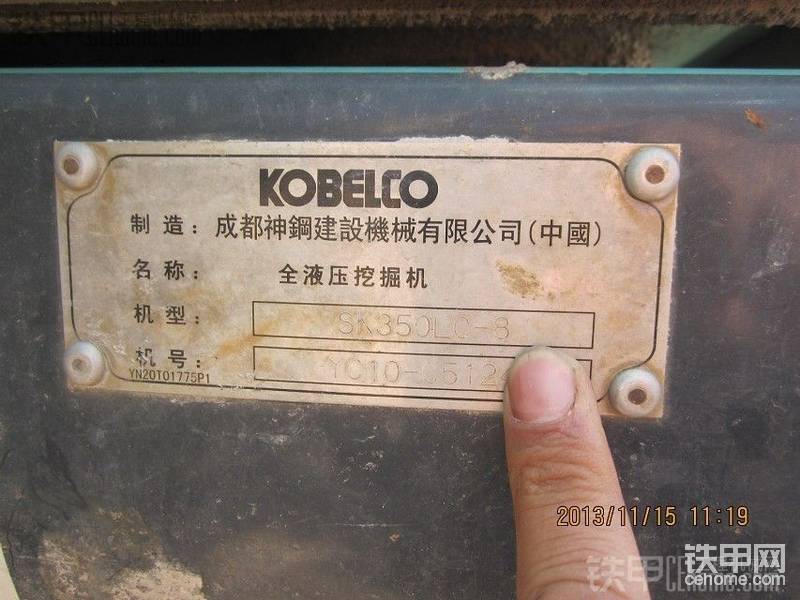 KOBELCO
制造：成都神鋼建設機械有限公司(中國)
名称：全液压挖掘机
机型：SK350LC-8
机号：YC10-
YN20T01775P1
2013/11/15 11:19
铁甲网
cehome.com